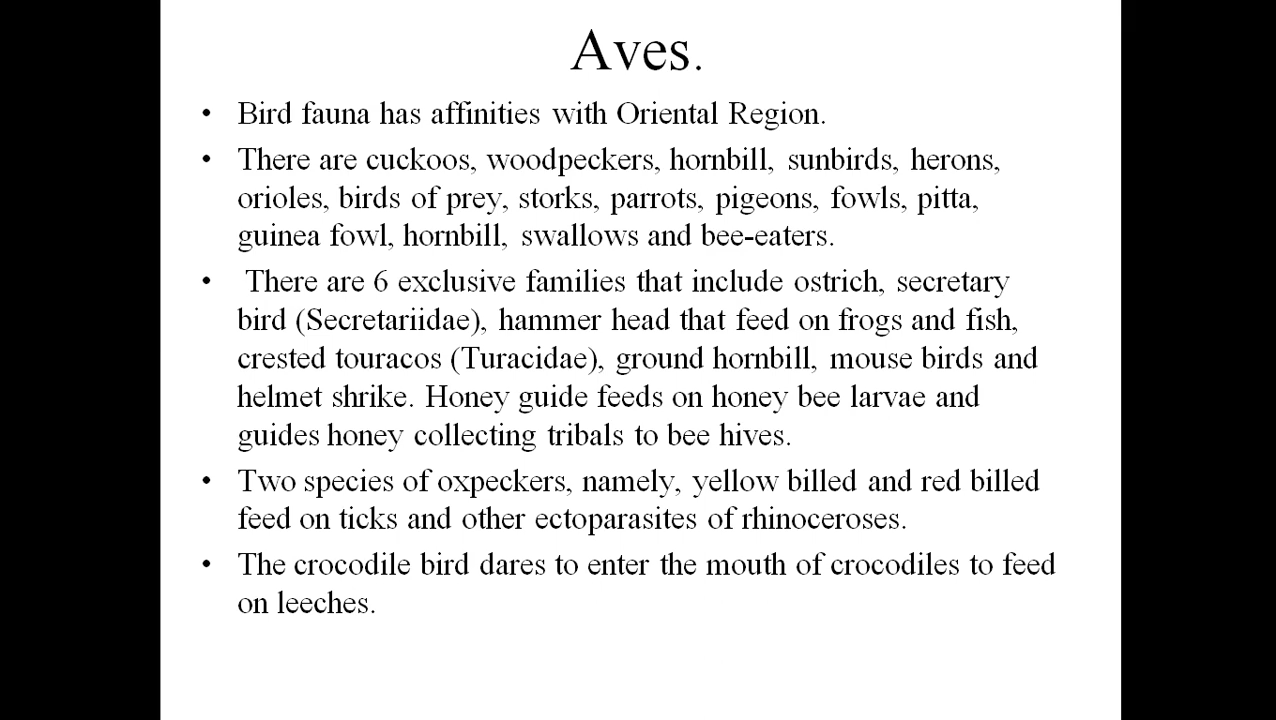 Aves.
• Bird fauna has affinities with Oriental Region.
• There are cuckoos, woodpeckers, hornbill, sunbirds, herons,
orioles, birds of prey, storks, parrots, pigeons, fowls, pitta,
guinea fowl, hornbill, swallows and bee-eaters.
• There are 6 exclusive families that include ostrich, secretary
bird (Secretariidae), hammer head that feed on frogs and fish,
crested touracos (Turacidae), ground hornbill, mouse birds and
helmet shrike. Honey guide feeds on honey bee larvae and
guides honey collecting tribals to bee hives.
• Two species of oxpeckers, namely, yellow billed and red billed
feed on ticks and other ectoparasites of rhinoceroses.
• The crocodile bird dares to enter the mouth of crocodiles to feed
on leeches.